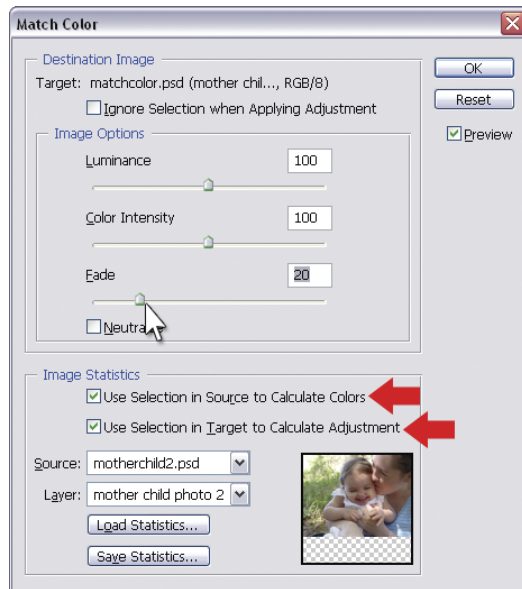 Match Color
Destination Image
Target: matchcolor.psd (mother chil..., RGB/8)
Ignore Selection when Applying Adjustment
Image Options
Luminance 100
Color Intensity 100
Fade 20
Image Statistics
Use Selection in Source to Calculate Colors
Use Selection in Target to Calculate Adjustment
Source: motherchild2.psd
Layer: mother child photo 2
Load Statistics...
Save Statistics...
OK
Reset
Preview